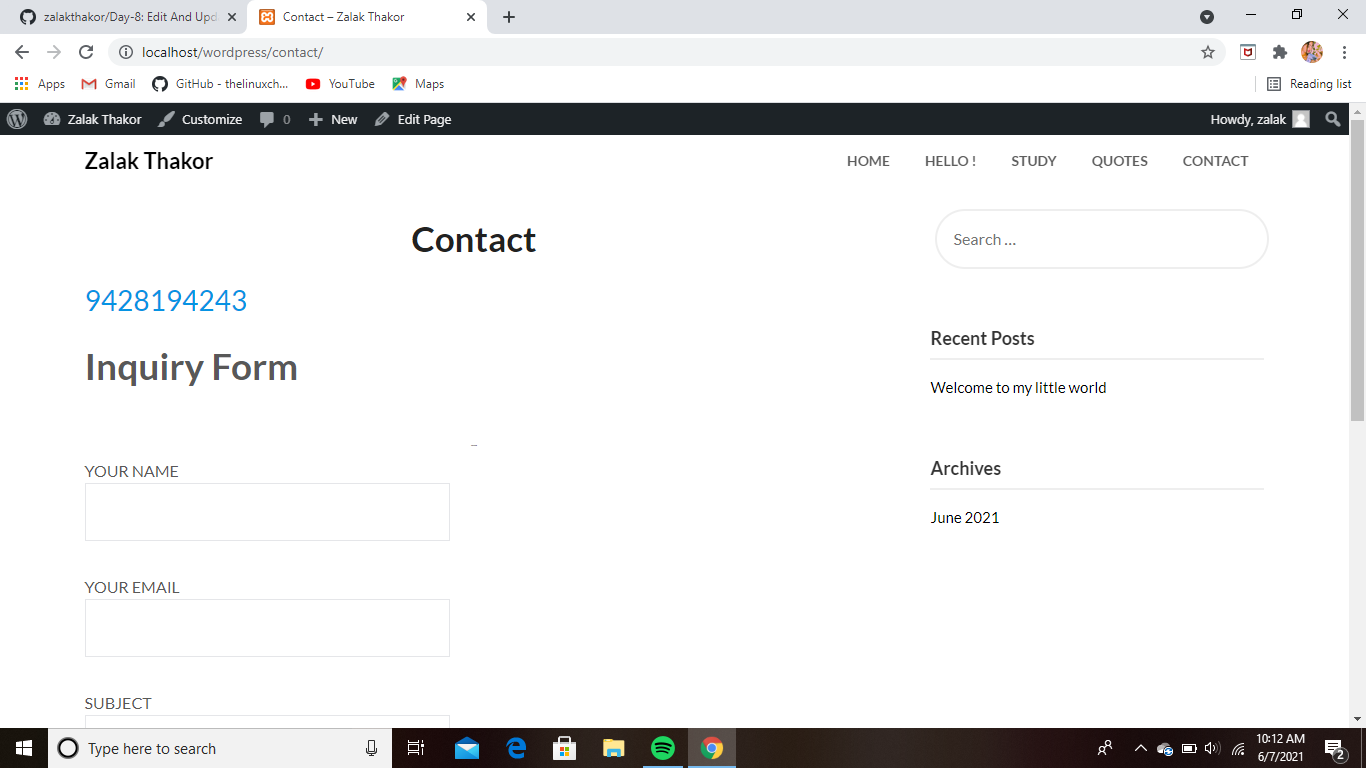 zalakthakor/Day-8: Edit And Upd
Contact – Zalak Thakor
localhost/wordpress/contact/
Apps
Gmail
GitHub - thelinuxch...
YouTube
Maps
Reading list
Zalak Thakor
Customize
0
New
Edit Page
Howdy, zalak
Zalak Thakor
HOME
HELLO !
STUDY
QUOTES
CONTACT
Contact
Search …
9428194243
Inquiry Form
Recent Posts
Welcome to my little world
Archives
June 2021
YOUR NAME
YOUR EMAIL
SUBJECT
Type here to search
10:12 AM
6/7/2021
2